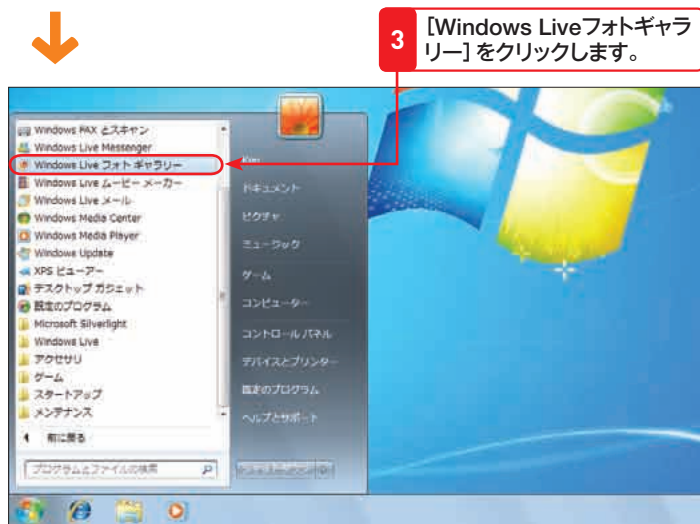 3
[Windows Liveフォトギャラ
リー]をクリックします。
Windows FAX とスキャン
Windows Live Messenger
Windows Live フォト ギャラリー
Windows Live ムービー メーカー
Windows Live メール
Windows Media Center
Windows Media Player
Windows Update
XPS ビューアー
デスクトップ ガジェット
既定のプログラム
Microsoft Silverlight
Windows Live
アクセサリ
ゲーム
スタートアップ
メンテナンス
前に戻る
プログラムとファイルの検索
ドキュメント
ピクチャ
ミュージック
ゲーム
コンピューター
コントロール パネル
デバイスとプリンター
既定のプログラム
ヘルプとサポート